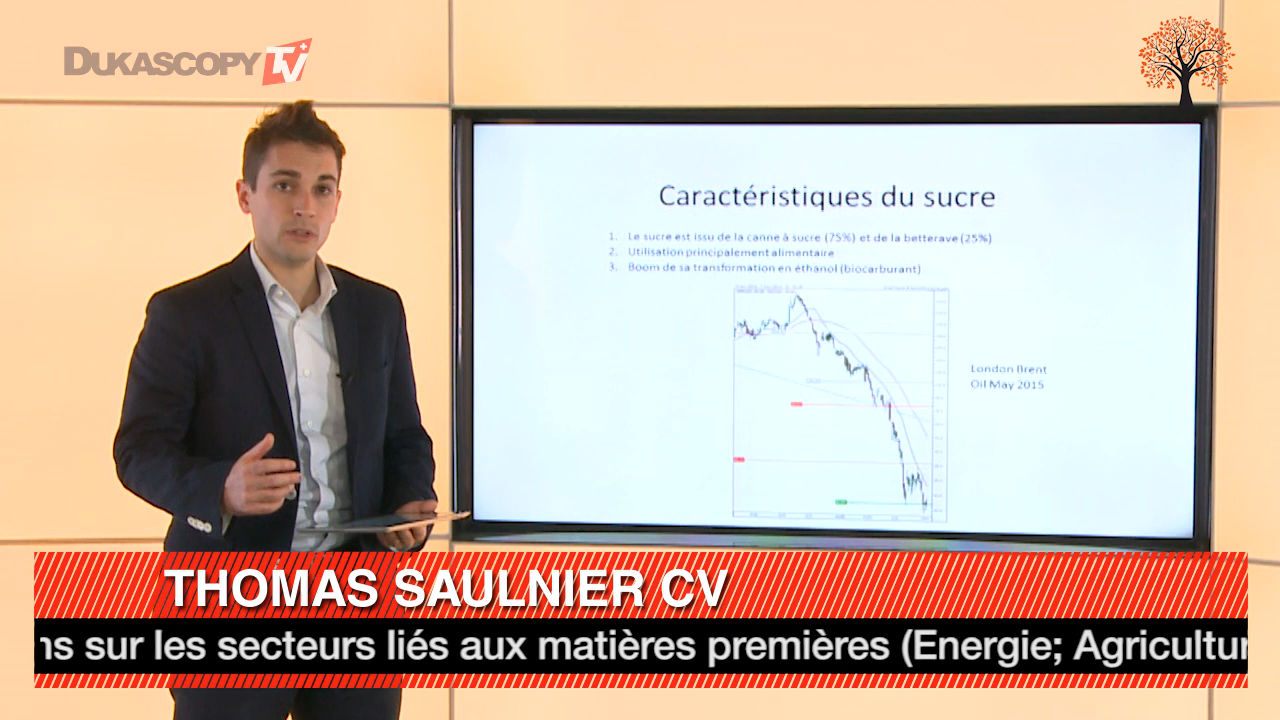 DUKASCOPY TV
Caractéristiques du sucre
1. Le sucre est issu de la canne à sucre (75%) et de la betterave (25%)
2. Utilisation principalement alimentaire
3. Boom de sa transformation en éthanol (biocarburant)
London Brent
Oil May 2015
THOMAS SAULNIER CV
ns sur les secteurs liés aux matières premières (Energie; Agricultur